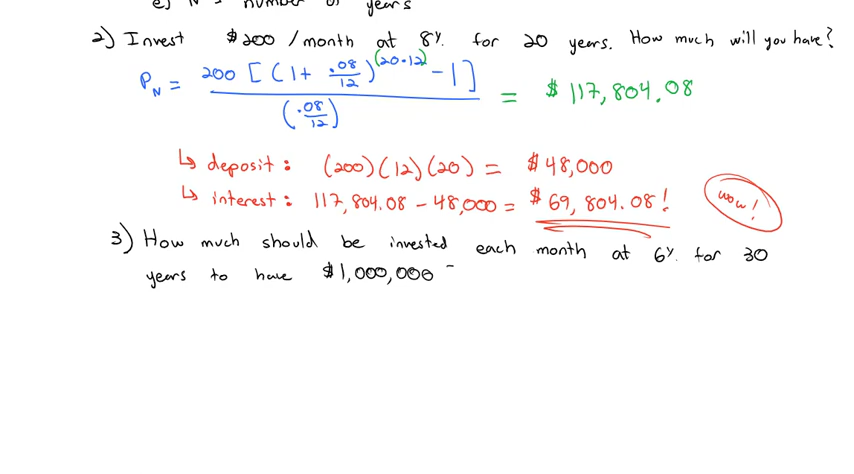 e) N = number of years
2) Invest $200/month at 8% for 20 years. How much will you have?
P_N = 200 [ ( 1 + .08/12 )^(20·12) - 1 ] / (.08/12) = $117,804.08
↳ deposit: (200)(12)(20) = $48,000
↳ interest: 117,804.08 - 48,000 = $69,804.08! wow!
3) How much should be invested each month at 6% for 30
years to have $1,000,000